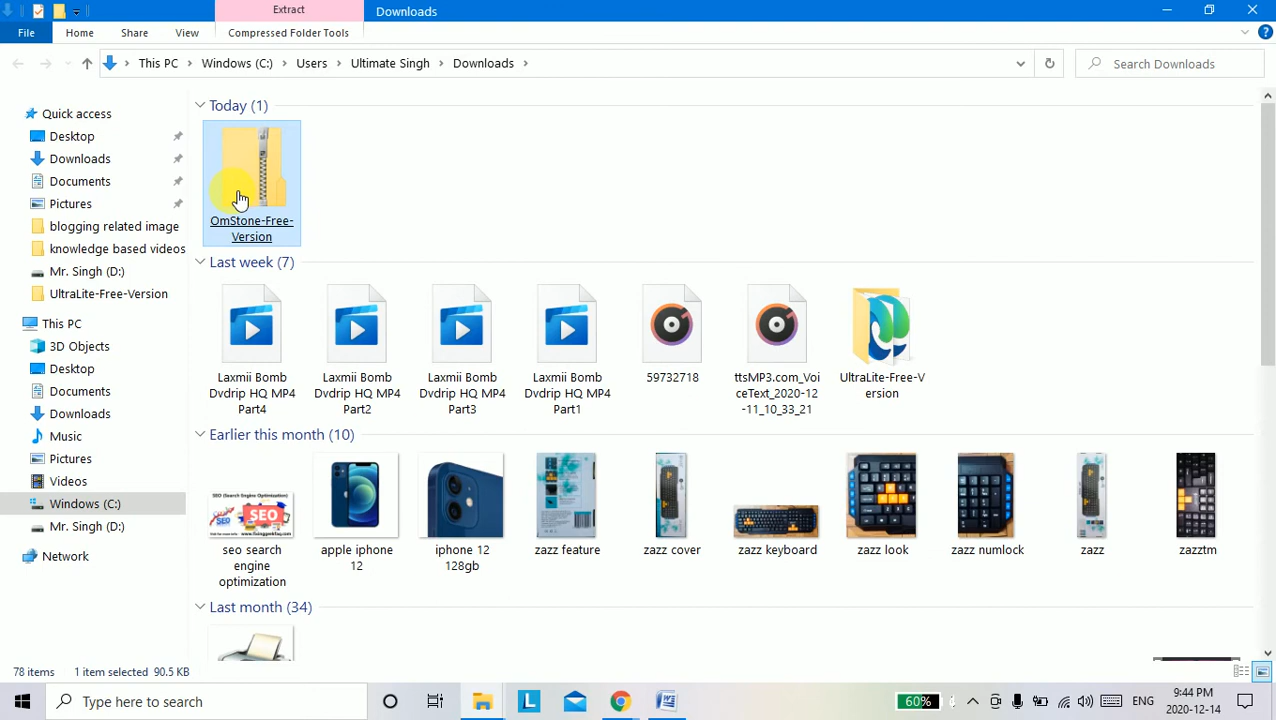 Extract
Downloads
File
Home
Share
View
Compressed Folder Tools
This PC
Windows (C:)
Users
Ultimate Singh
Downloads
Search Downloads
Quick access
Desktop
Downloads
Documents
Pictures
blogging related image
knowledge based videos
Mr. Singh (D:)
UltraLite-Free-Version
This PC
3D Objects
Desktop
Documents
Downloads
Music
Pictures
Videos
Windows (C:)
Mr. Singh (D:)
Network
Today (1)
OmStone-Free-
Version
Last week (7)
Laxmii Bomb
Dvdrip HQ MP4
Part4
Laxmii Bomb
Dvdrip HQ MP4
Part2
Laxmii Bomb
Dvdrip HQ MP4
Part3
Laxmii Bomb
Dvdrip HQ MP4
Part1
59732718
ttsMP3.com_Voi
ceText_2020-12
-11_10_33_21
UltraLite-Free-V
ersion
Earlier this month (10)
SEO (Search Engine Optimization)
SEO
seo search
engine
optimization
apple iphone
12
iphone 12
128gb
zazz feature
zazz cover
zazz keyboard
zazz look
zazz numlock
zazz
zazztm
Last month (34)
78 items
1 item selected 90.5 KB
Type here to search
L
60%
ENG
9:44 PM
2020-12-14